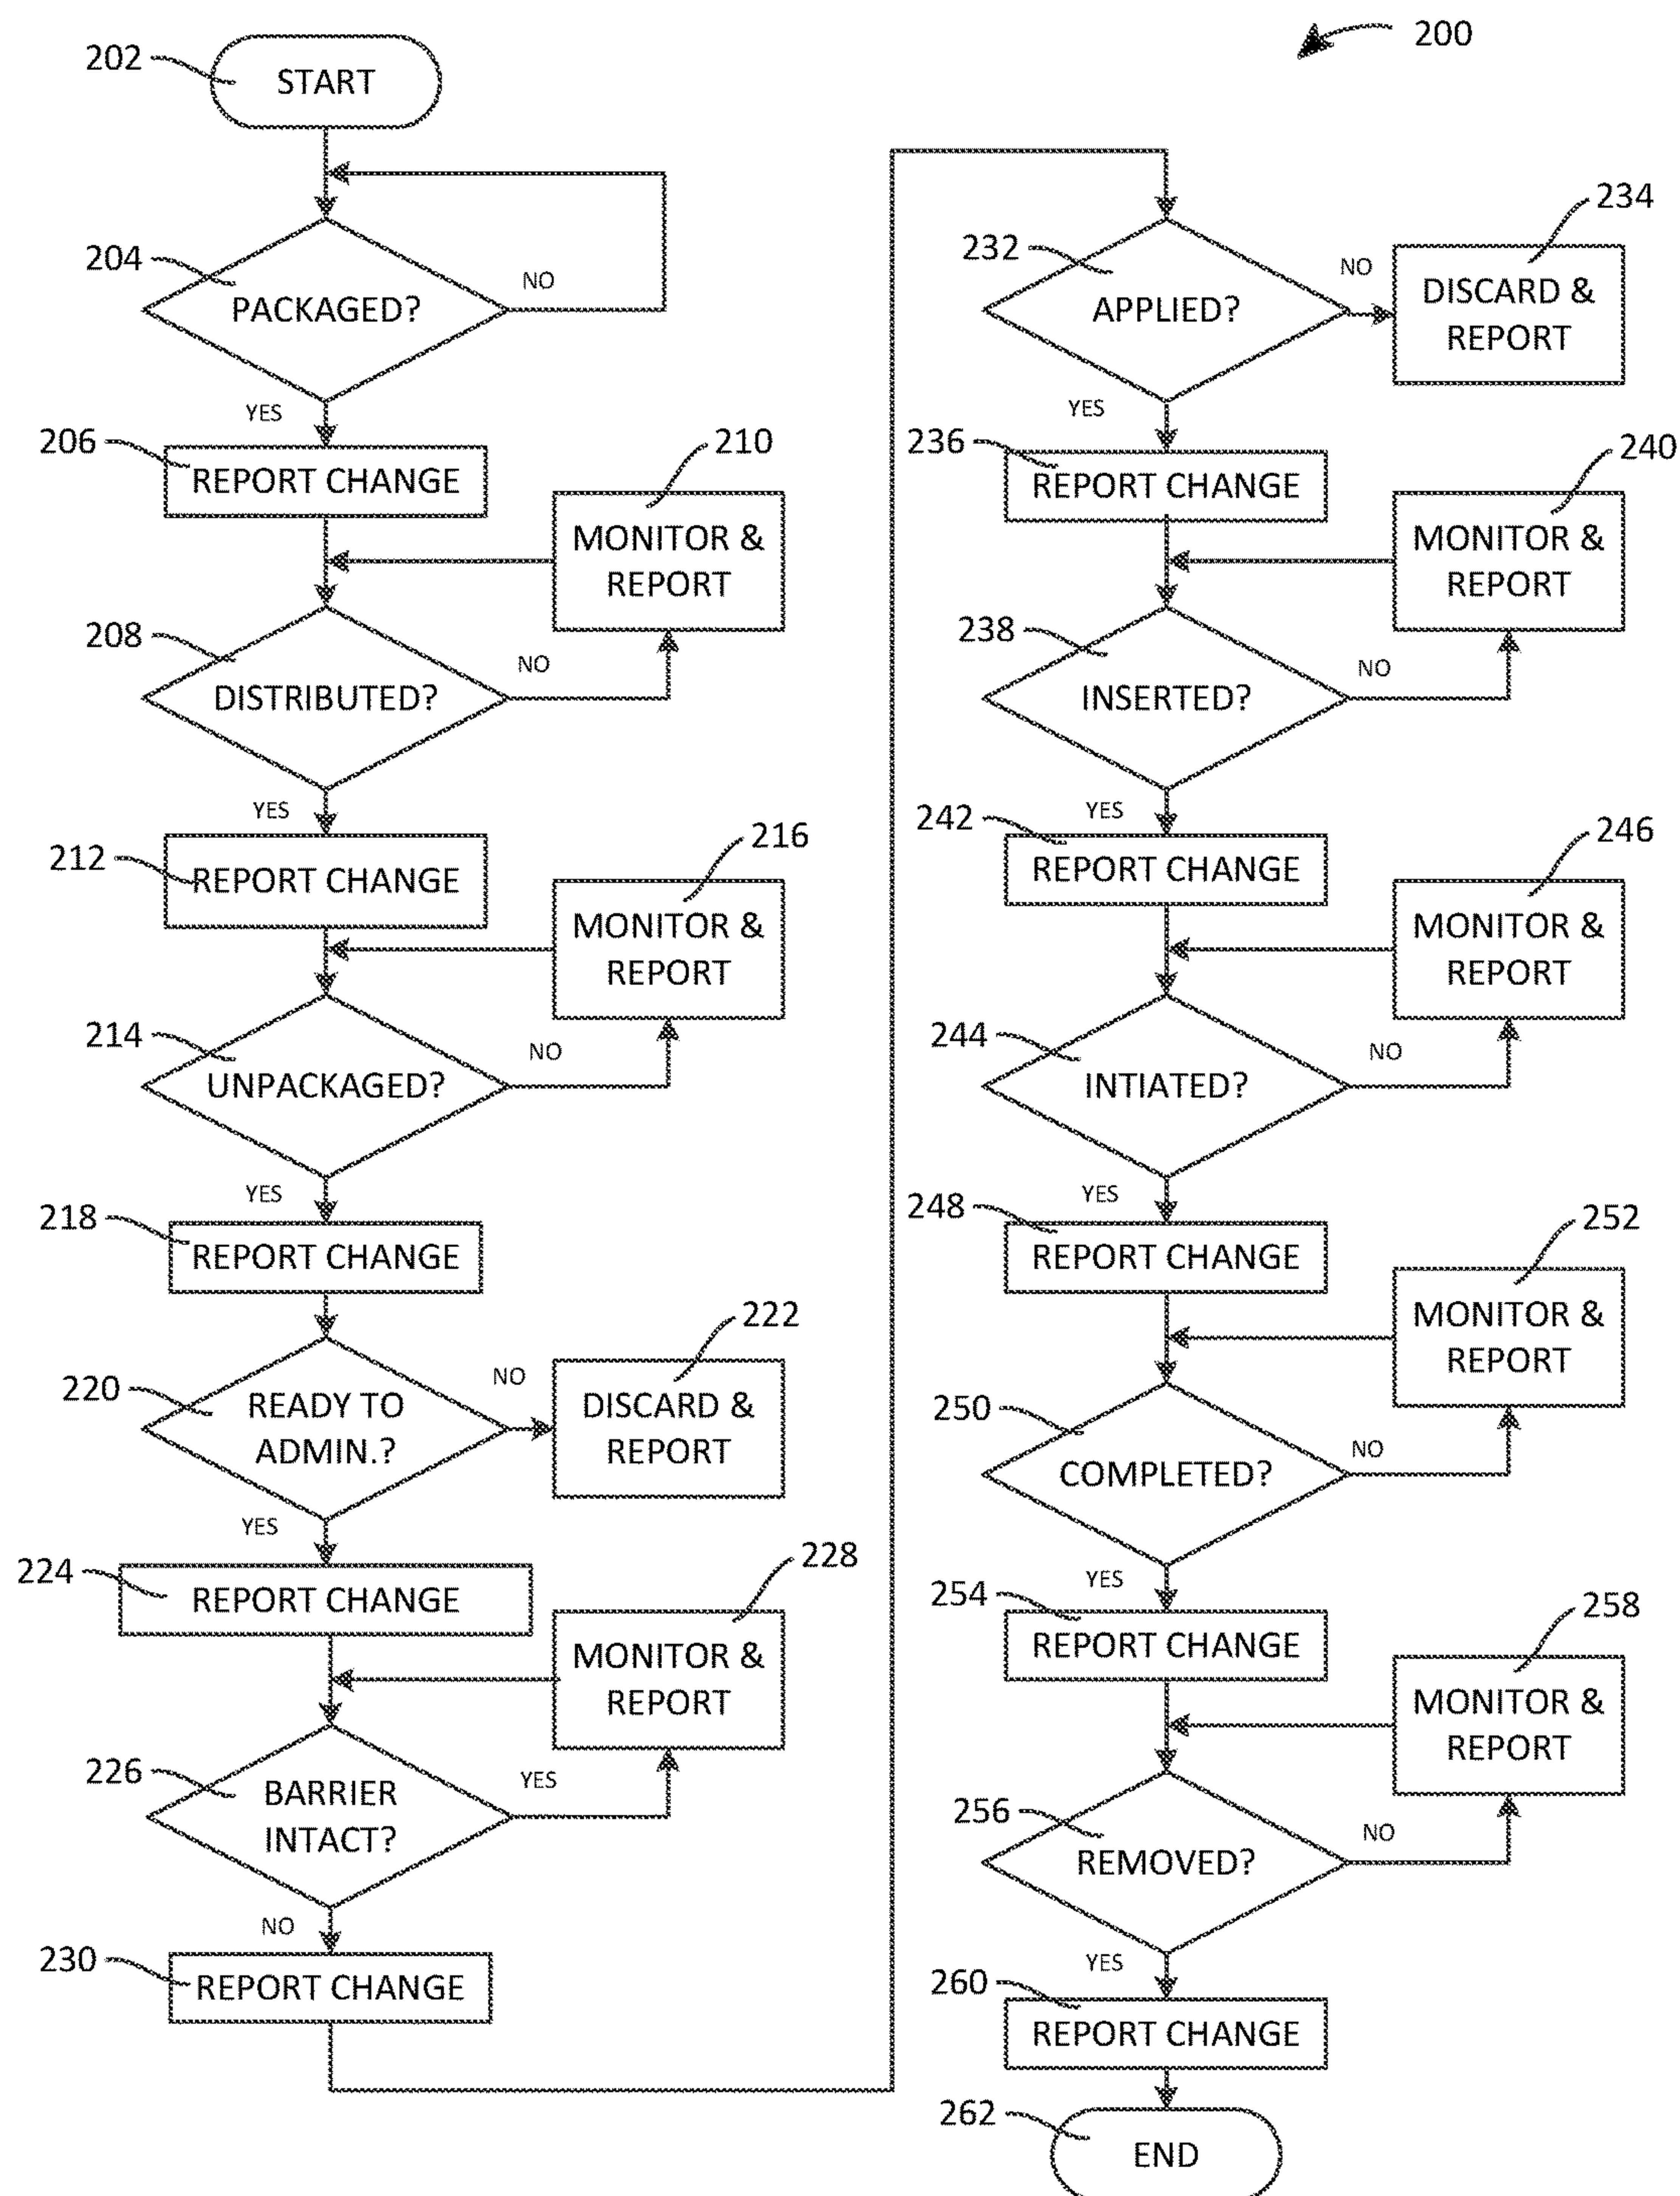 200
202
START
204
PACKAGED?
NO
YES
206
REPORT CHANGE
210
MONITOR &
REPORT
208
DISTRIBUTED?
NO
YES
212
REPORT CHANGE
216
MONITOR &
REPORT
214
UNPACKAGED?
NO
YES
218
REPORT CHANGE
220
READY TO
ADMIN.?
NO
222
DISCARD &
REPORT
YES
224
REPORT CHANGE
228
MONITOR &
REPORT
226
BARRIER
INTACT?
YES
NO
230
REPORT CHANGE
232
APPLIED?
NO
234
DISCARD &
REPORT
YES
236
REPORT CHANGE
240
MONITOR &
REPORT
238
INSERTED?
NO
YES
242
REPORT CHANGE
246
MONITOR &
REPORT
244
INTIATED?
NO
YES
248
REPORT CHANGE
252
MONITOR &
REPORT
250
COMPLETED?
NO
YES
254
REPORT CHANGE
258
MONITOR &
REPORT
256
REMOVED?
NO
YES
260
REPORT CHANGE
262
END